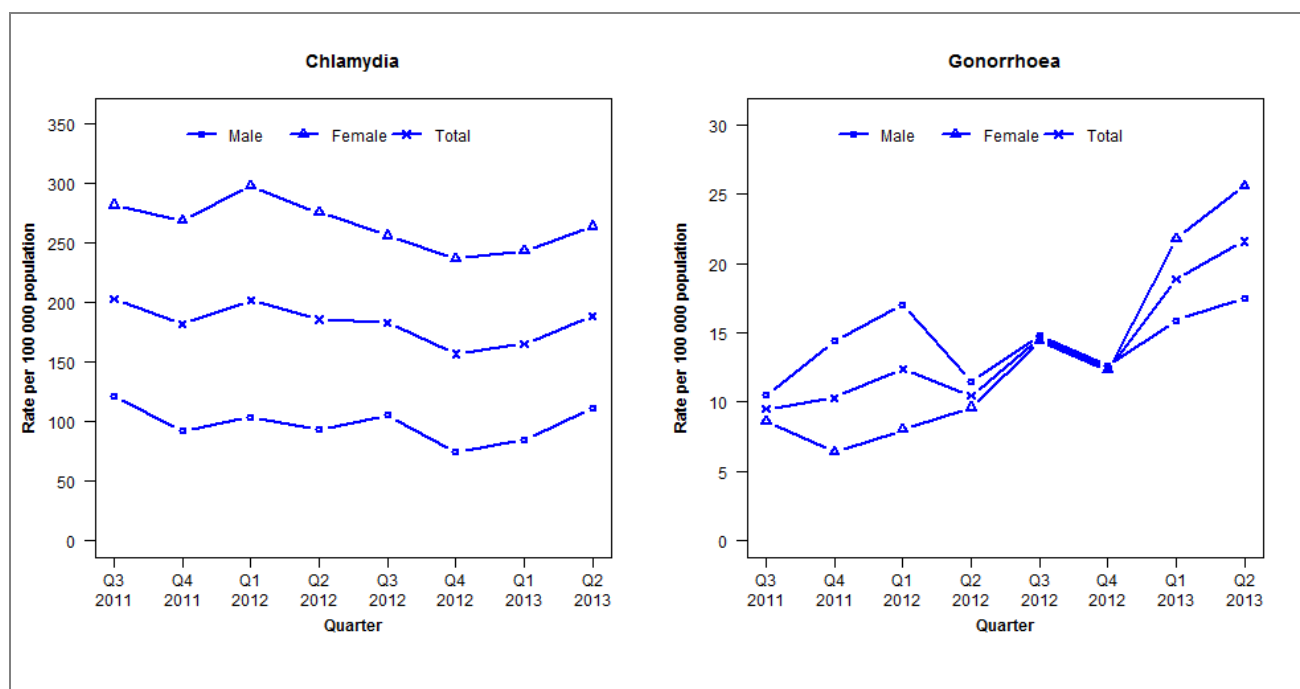 Chlamydia
Male Female Total
Rate per 100 000 population
350
300
250
200
150
100
50
0
Q3 Q4 Q1 Q2 Q3 Q4 Q1 Q2
2011 2011 2012 2012 2012 2012 2013 2013
Quarter
Gonorrhoea
Male Female Total
Rate per 100 000 population
30
25
20
15
10
5
0
Q3 Q4 Q1 Q2 Q3 Q4 Q1 Q2
2011 2011 2012 2012 2012 2012 2013 2013
Quarter